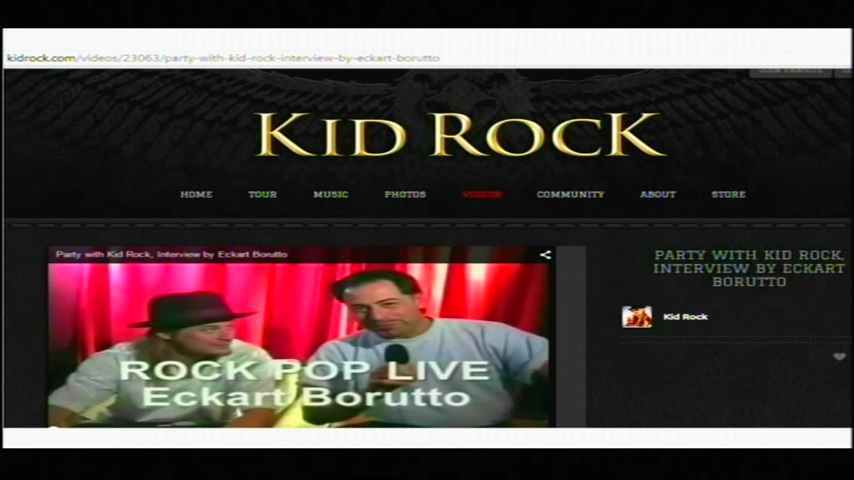 kidrock.com/videos/23063/party-with-kid-rock-interview-by-eckart-borutto
JOIN FANSITE
KID ROCK
HOME TOUR MUSIC PHOTOS VIDEOS COMMUNITY ABOUT STORE
Party with Kid Rock, Interview by Eckart Borutto
PARTY WITH KID ROCK,
INTERVIEW BY ECKART
BORUTTO
Kid Rock
ROCK POP LIVE
Eckart Borutto